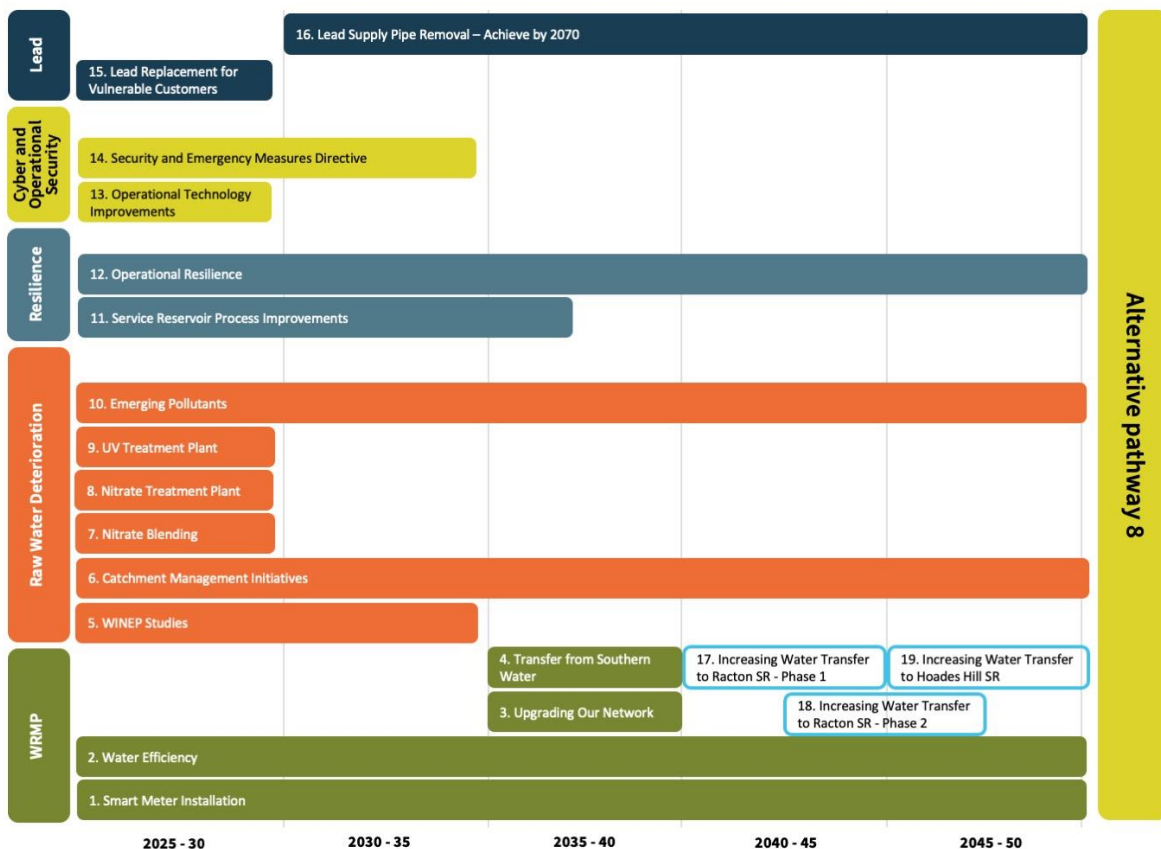 Lead
16. Lead Supply Pipe Removal – Achieve by 2070
15. Lead Replacement for
Vulnerable Customers
Cyber and
Operational
Security
14. Security and Emergency Measures Directive
13. Operational Technology
Improvements
Resilience
12. Operational Resilience
11. Service Reservoir Process Improvements
Raw Water Deterioration
10. Emerging Pollutants
9. UV Treatment Plant
8. Nitrate Treatment Plant
7. Nitrate Blending
6. Catchment Management Initiatives
5. WINEP Studies
WRMP
4. Transfer from Southern
Water
17. Increasing Water Transfer
to Racton SR - Phase 1
19. Increasing Water Transfer
to Hoades Hill SR
3. Upgrading Our Network
18. Increasing Water Transfer
to Racton SR - Phase 2
2. Water Efficiency
1. Smart Meter Installation
Alternative pathway 8
2025 - 30
2030 - 35
2035 - 40
2040 - 45
2045 - 50